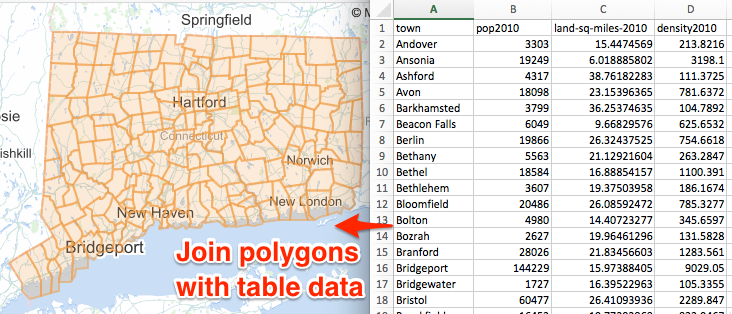 Springfield
© M
Hartford
Connecticut
sie
shkill
Norwich
New London
New Haven
Bridgeport
Join polygons
with table data
A B C D
1 town pop2010 land-sq-miles-2010 density2010
2 Andover 3303 15.4474569 213.8216
3 Ansonia 19249 6.018885802 3198.1
4 Ashford 4317 38.76182283 111.3725
5 Avon 18098 23.15396365 781.6372
6 Barkhamsted 3799 36.25374635 104.7892
7 Beacon Falls 6049 9.66829576 625.6532
8 Berlin 19866 26.32437525 754.6618
9 Bethany 5563 21.12921604 263.2847
10 Bethel 18584 16.88854157 1100.391
11 Bethlehem 3607 19.37503958 186.1674
12 Bloomfield 20486 26.08592472 785.3277
13 Bolton 4980 14.40723277 345.6597
14 Bozrah 2627 19.96461296 131.5828
15 Branford 28026 21.83456603 1283.561
16 Bridgeport 144229 15.97388405 9029.05
17 Bridgewater 1727 16.39522963 105.3355
18 Bristol 60477 26.41093936 2289.847